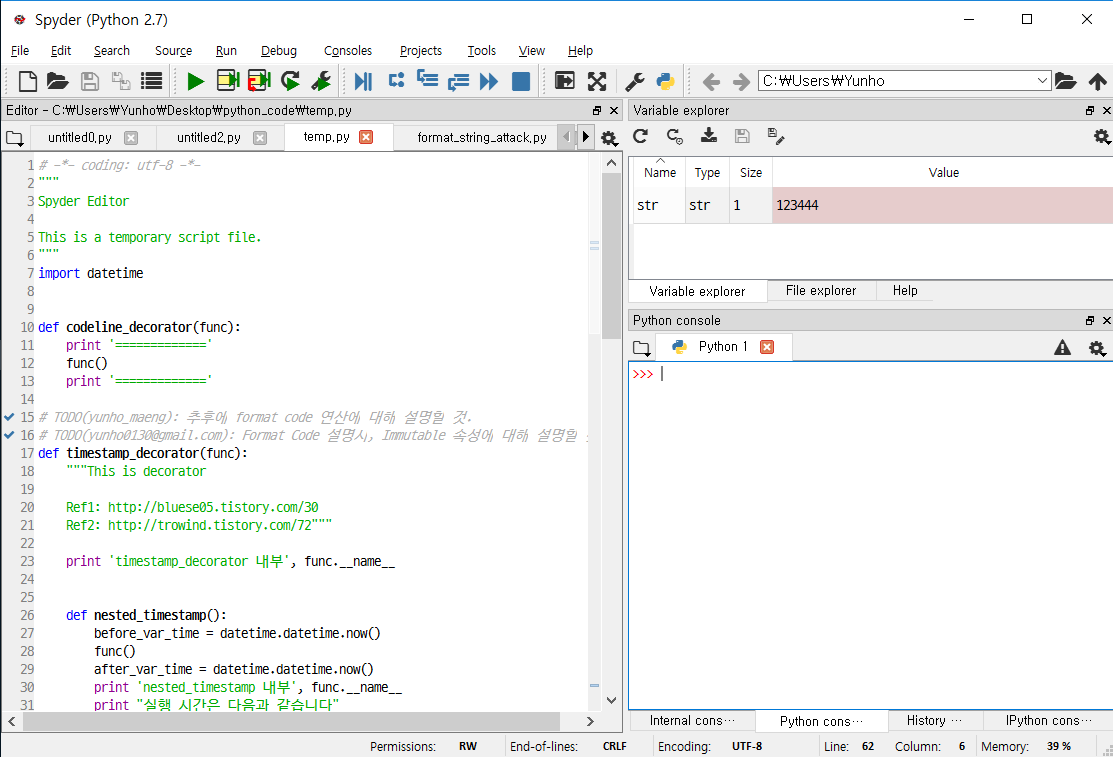 Spyder (Python 2.7)
File Edit Search Source Run Debug Consoles Projects Tools View Help
C:₩Users₩Yunho
Editor - C:₩Users₩Yunho₩Desktop₩python_code₩temp.py
untitled0.py untitled2.py temp.py format_string_attack.py
1 # -*- coding: utf-8 -*-
2 """
3 Spyder Editor
4
5 This is a temporary script file.
6 """
7 import datetime
8
9
10 def codeline_decorator(func):
11     print '============='
12     func()
13     print '============='
14
15 # TODO(yunho_maeng): 추후에 format code 연산에 대해 설명할 것.
16 # TODO(yunho0130@gmail.com): Format Code 설명시, Immutable 속성에 대해 설명할
17 def timestamp_decorator(func):
18     """This is decorator
19
20     Ref1: http://bluese05.tistory.com/30
21     Ref2: http://trowind.tistory.com/72"""
22
23     print 'timestamp_decorator 내부', func.__name__
24
25
26     def nested_timestamp():
27         before_var_time = datetime.datetime.now()
28         func()
29         after_var_time = datetime.datetime.now()
30         print 'nested_timestamp 내부', func.__name__
31         print "실행 시간은 다음과 같습니다"
Variable explorer
Name Type Size Value
str str 1 123444
Variable explorer File explorer Help
Python console
Python 1
>>>
Internal cons··· Python cons··· History ··· IPython cons···
Permissions: RW End-of-lines: CRLF Encoding: UTF-8 Line: 62 Column: 6 Memory: 39 %